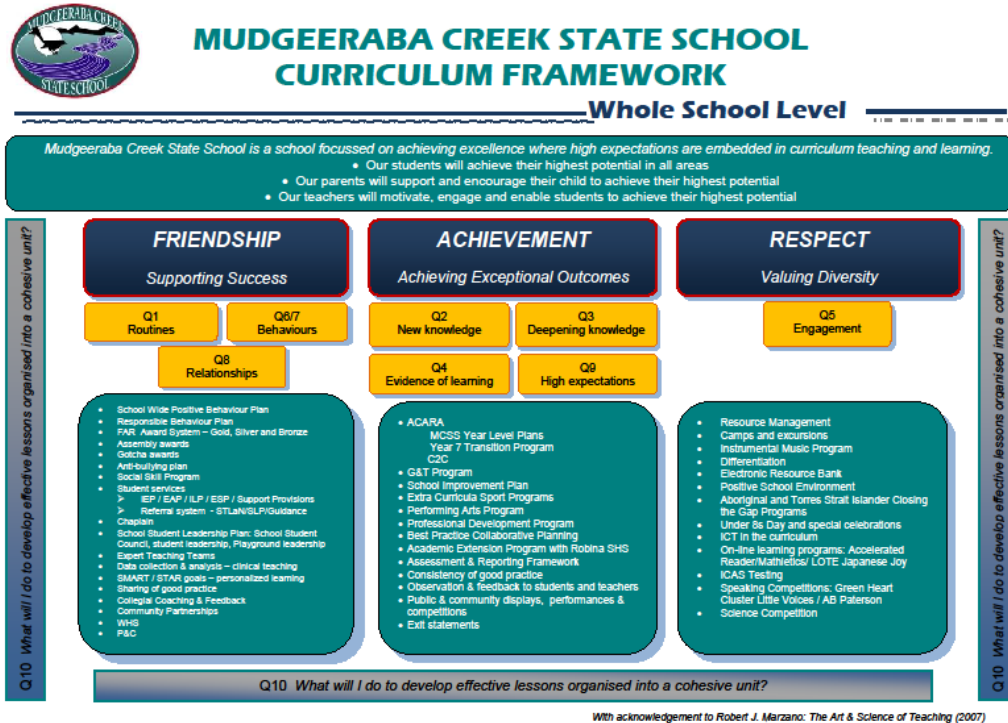 MUDGEERABA CREEK
STATE SCHOOL
MUDGEERABA CREEK STATE SCHOOL
CURRICULUM FRAMEWORK
Whole School Level
Mudgeeraba Creek State School is a school focussed on achieving excellence where high expectations are embedded in curriculum teaching and learning.
• Our students will achieve their highest potential in all areas
• Our parents will support and encourage their child to achieve their highest potential
• Our teachers will motivate, engage and enable students to achieve their highest potential
Q10 What will I do to develop effective lessons organised into a cohesive unit?
FRIENDSHIP
Supporting Success
Q1
Routines
Q6/7
Behaviours
Q8
Relationships
• School Wide Positive Behaviour Plan
• Responsible Behaviour Plan
• FAR Award System – Gold, Silver and Bronze
• Assembly awards
• Gotcha awards
• Anti-bullying plan
• Social Skill Program
• Student services
➢ IEP / EAP / ILP / ESP / Support Provisions
➢ Referral system - STLaN/SLP/Guidance
• Chaplain
• School Student Leadership Plan: School Student
Council, student leadership, Playground leadership
• Expert Teaching Teams
• Data collection & analysis – clinical teaching
• SMART / STAR goals – personalized learning
• Sharing of good practice
• Collegial Coaching & Feedback
• Community Partnerships
• WHS
• P&C
ACHIEVEMENT
Achieving Exceptional Outcomes
Q2
New knowledge
Q3
Deepening knowledge
Q4
Evidence of learning
Q9
High expectations
• ACARA
MCSS Year Level Plans
Year 7 Transition Program
C2C
• G&T Program
• School Improvement Plan
• Extra Curricula Sport Programs
• Performing Arts Program
• Professional Development Program
• Best Practice Collaborative Planning
• Academic Extension Program with Robina SHS
• Assessment & Reporting Framework
• Consistency of good practice
• Observation & feedback to students and teachers
• Public & community displays, performances &
competitions
• Exit statements
RESPECT
Valuing Diversity
Q5
Engagement
• Resource Management
• Camps and excursions
• Instrumental Music Program
• Differentiation
• Electronic Resource Bank
• Positive School Environment
• Aboriginal and Torres Strait Islander Closing
the Gap Programs
• Under 8s Day and special celebrations
• ICT in the curriculum
• On-line learning programs: Accelerated
Reader/Mathletics/ LOTE Japanese Joy
• ICAS Testing
• Speaking Competitions: Green Heart
Cluster Little Voices / AB Paterson
• Science Competition
Q10 What will I do to develop effective lessons organised into a cohesive unit?
Q10 What will I do to develop effective lessons organised into a cohesive unit?
With acknowledgement to Robert J. Marzano: The Art & Science of Teaching (2007)